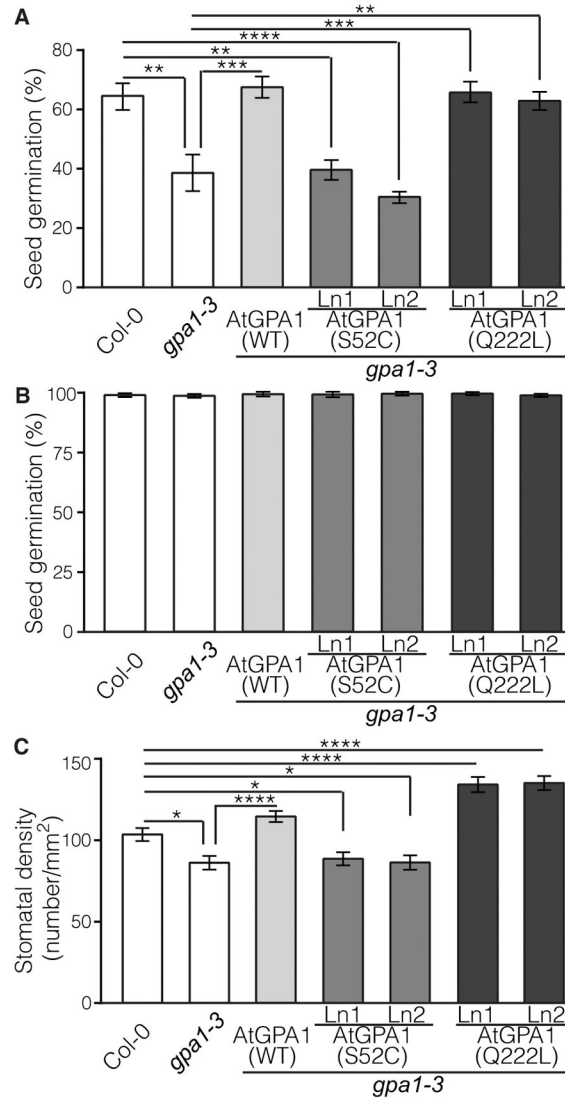 A
**
***
****
**
** ***
Seed germination (%)
80
60
40
20
0
Col-0
gpa1-3
AtGPA1
(WT)
Ln1 Ln2
AtGPA1
(S52C)
Ln1 Ln2
AtGPA1
(Q222L)
gpa1-3
B
Seed germination (%)
100
75
50
25
0
Col-0
gpa1-3
AtGPA1
(WT)
Ln1 Ln2
AtGPA1
(S52C)
Ln1 Ln2
AtGPA1
(Q222L)
gpa1-3
C
****
****
*
*
* ****
Stomatal density
(number/mm²)
150
100
50
0
Col-0
gpa1-3
AtGPA1
(WT)
Ln1 Ln2
AtGPA1
(S52C)
Ln1 Ln2
AtGPA1
(Q222L)
gpa1-3